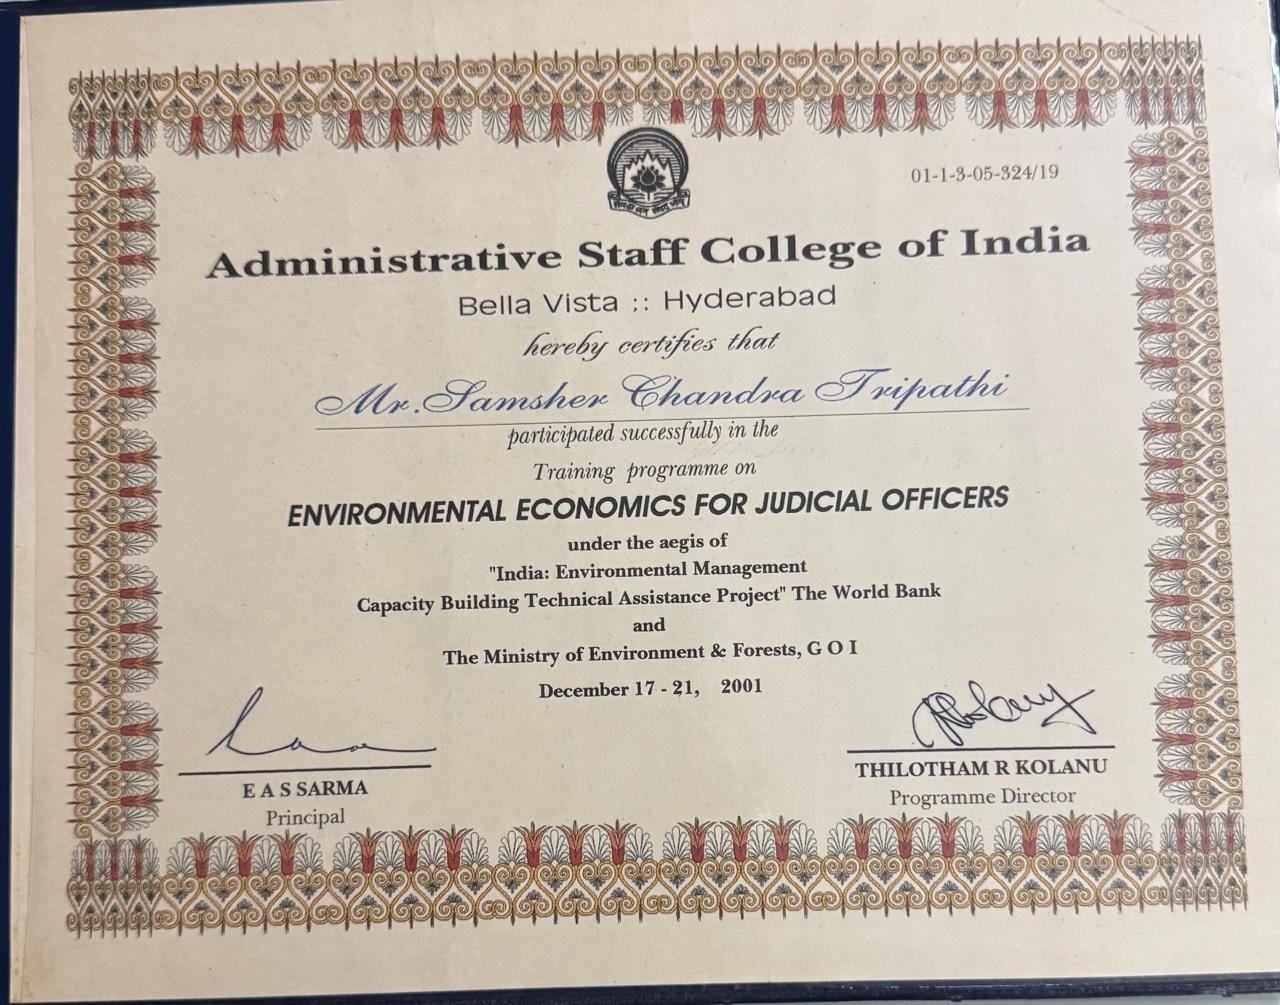 01-1-3-05-324/19
Administrative Staff College of India
Bella Vista :: Hyderabad
hereby certifies that
Mr. Samsher Chandra Tripathi
participated successfully in the
Training programme on
ENVIRONMENTAL ECONOMICS FOR JUDICIAL OFFICERS
under the aegis of
"India: Environmental Management
Capacity Building Technical Assistance Project" The World Bank
and
The Ministry of Environment & Forests, G O I
December 17 - 21, 2001
E A S SARMA
Principal
THILOTHAM R KOLANU
Programme Director